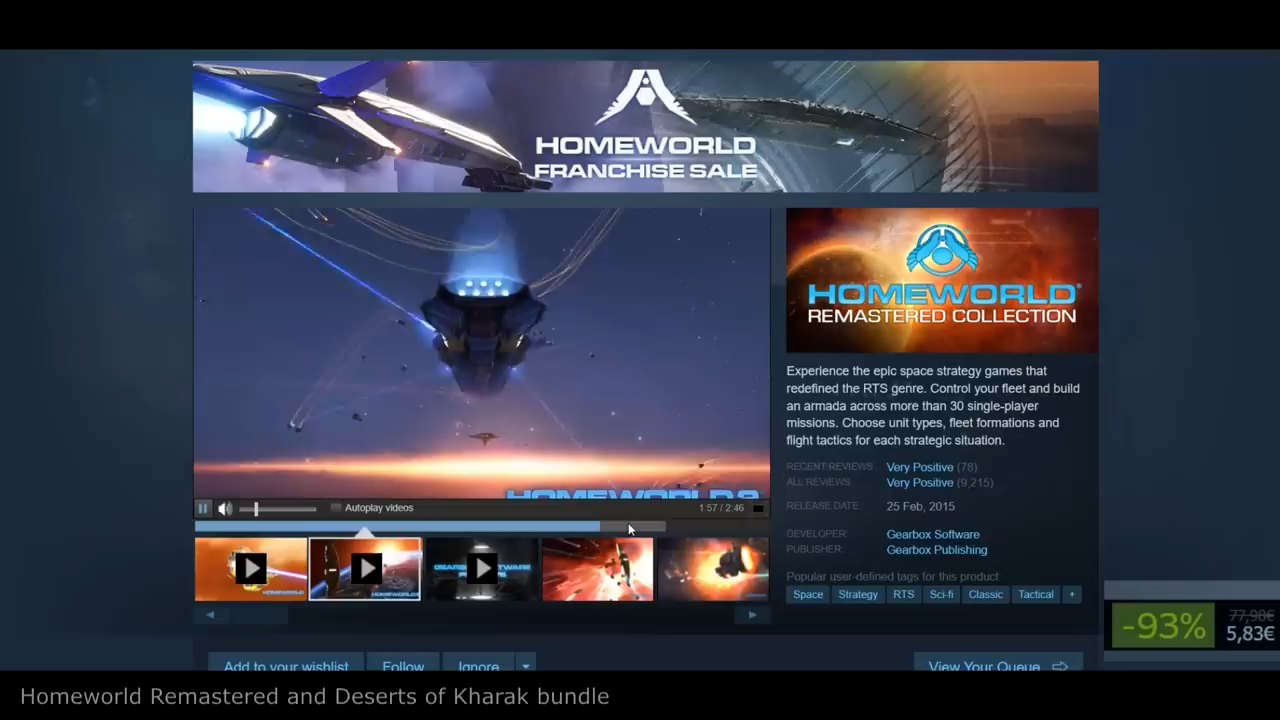 HOMEWORLD
FRANCHISE SALE
HOMEWORLD
REMASTERED COLLECTION
Experience the epic space strategy games that
redefined the RTS genre. Control your fleet and build
an armada across more than 30 single-player
missions. Choose unit types, fleet formations and
flight tactics for each strategic situation.
RECENT REVIEWS: Very Positive (78)
ALL REVIEWS: Very Positive (9,215)
RELEASE DATE: 25 Feb, 2015
DEVELOPER: Gearbox Software
PUBLISHER: Gearbox Publishing
Popular user-defined tags for this product:
Space Strategy RTS Sci-fi Classic Tactical +
HOMEWORLD 2
Autoplay videos 1:57 / 2:46
HOMEWORLD
HOMEWORLD
-93% 77,98€
5,83€
Add to your wishlist Follow Ignore View Your Queue
Homeworld Remastered and Deserts of Kharak bundle